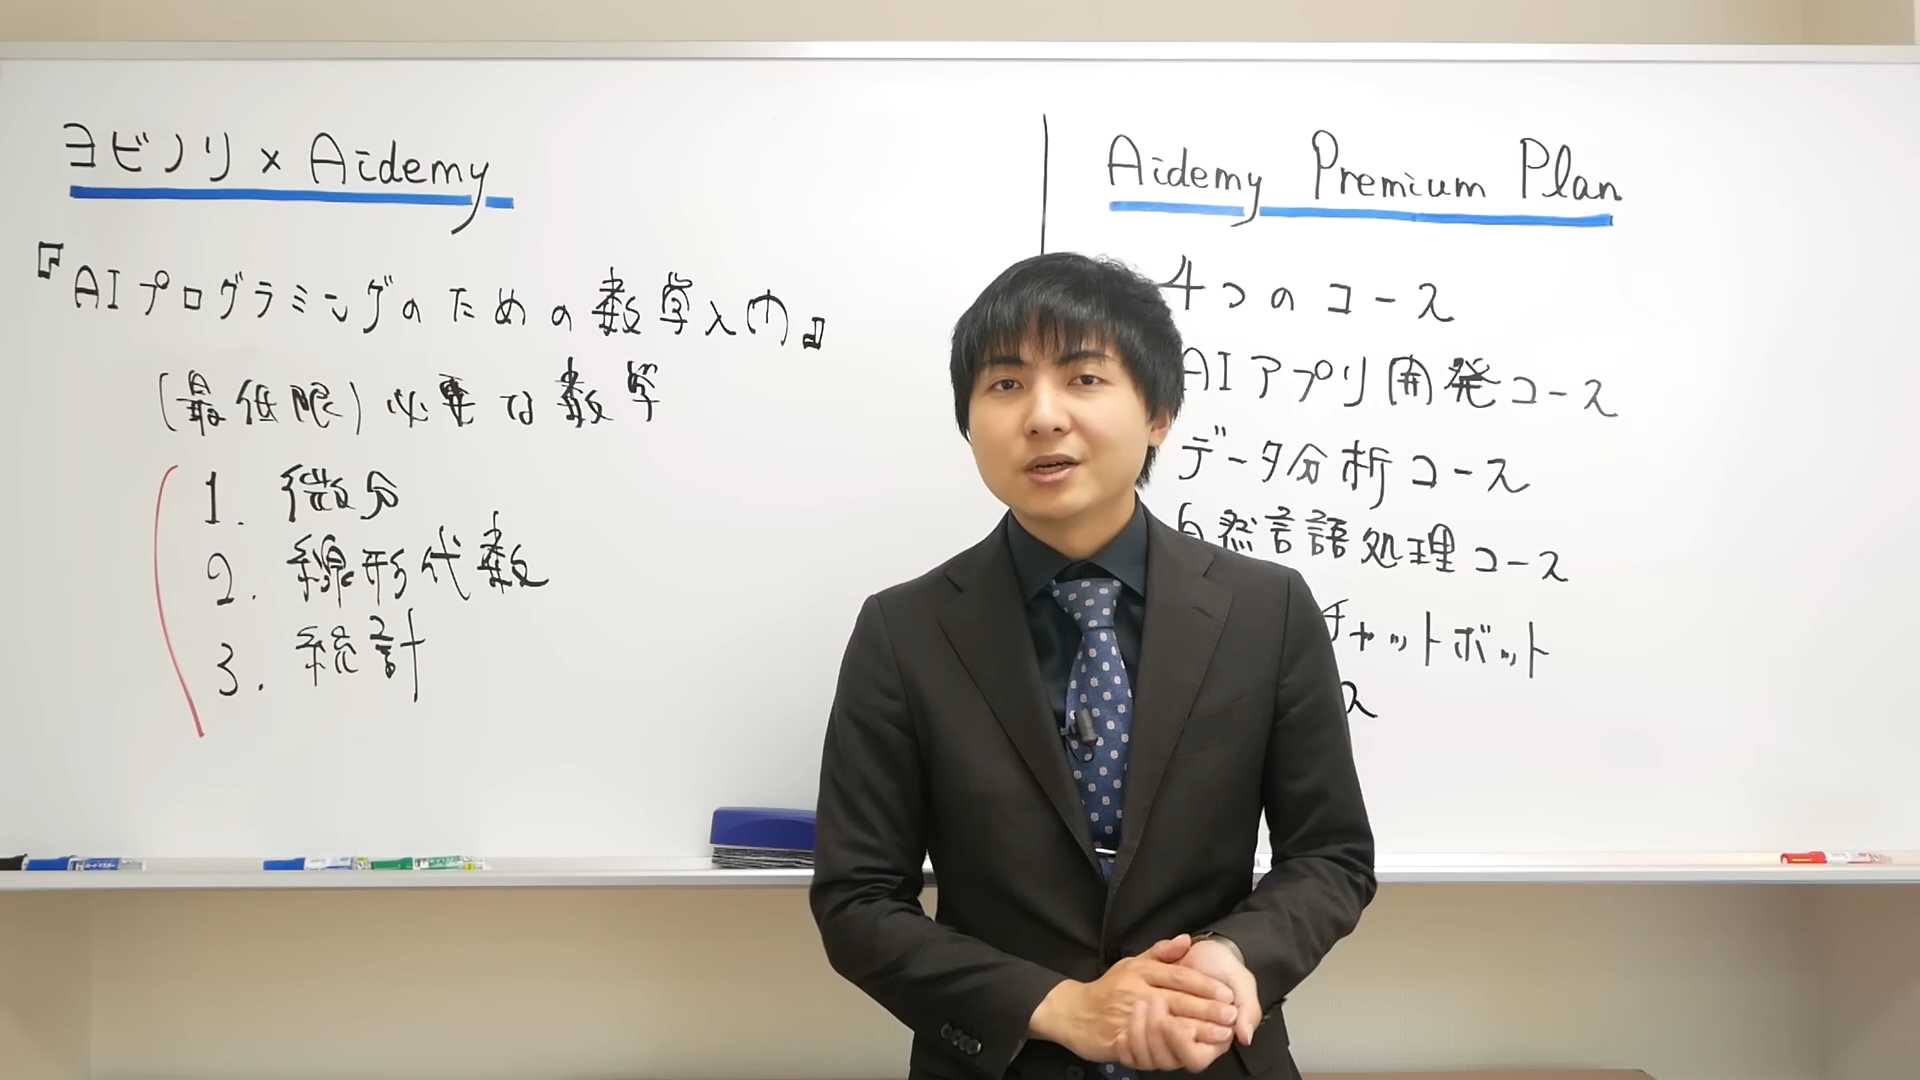 ヨビノリ × Aidemy
『AIプログラミングのための数学入門』
(最低限) 必要な数学
1. 微分
2. 線形代数
3. 統計
Aidemy Premium Plan
4つのコース
AIアプリ開発コース
データ分析コース
自然言語処理コース
チャットボット
ス